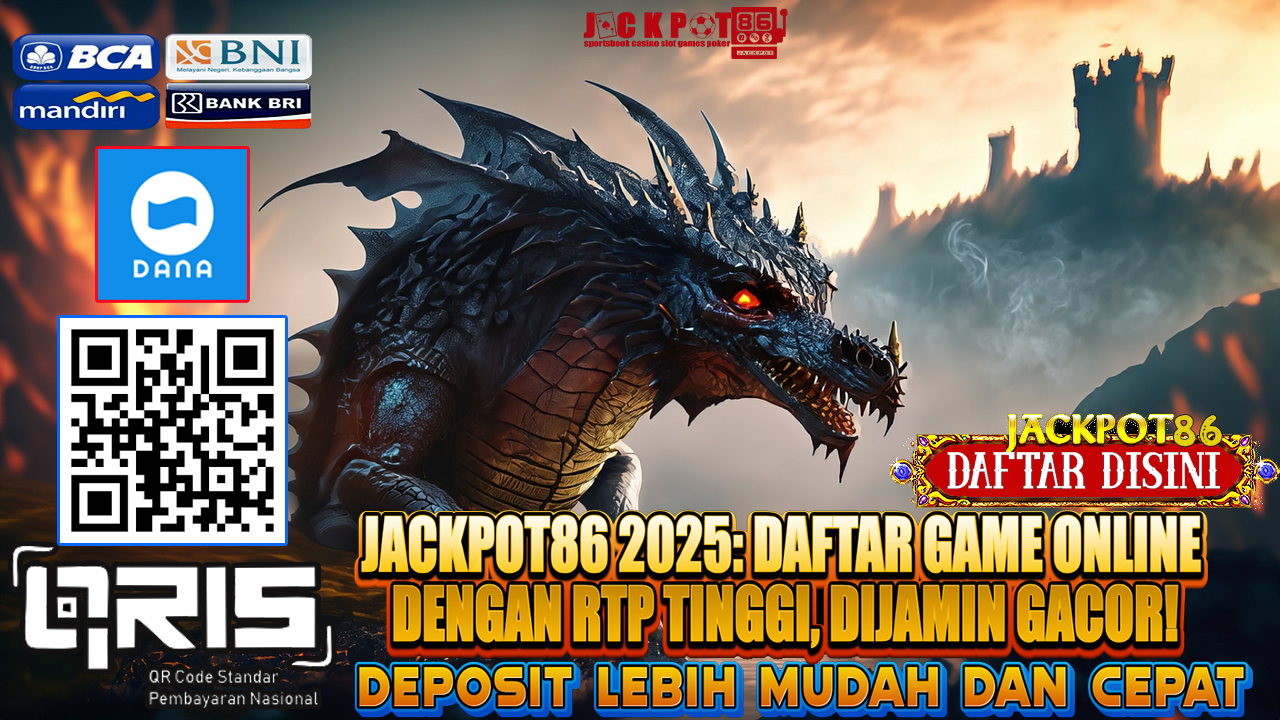 JACKPOT86
sportsbook casino slot games poker
JACKPOT
BCA
BNI
Melayani Negeri, Kebanggaan Bangsa
mandiri
BANK BRI
DANA
QRIS
QR Code Standar
Pembayaran Nasional
JACKPOT86
DAFTAR DISINI
JACKPOT86 2025: DAFTAR GAME ONLINE
DENGAN RTP TINGGI, DIJAMIN GACOR!
DEPOSIT LEBIH MUDAH DAN CEPAT